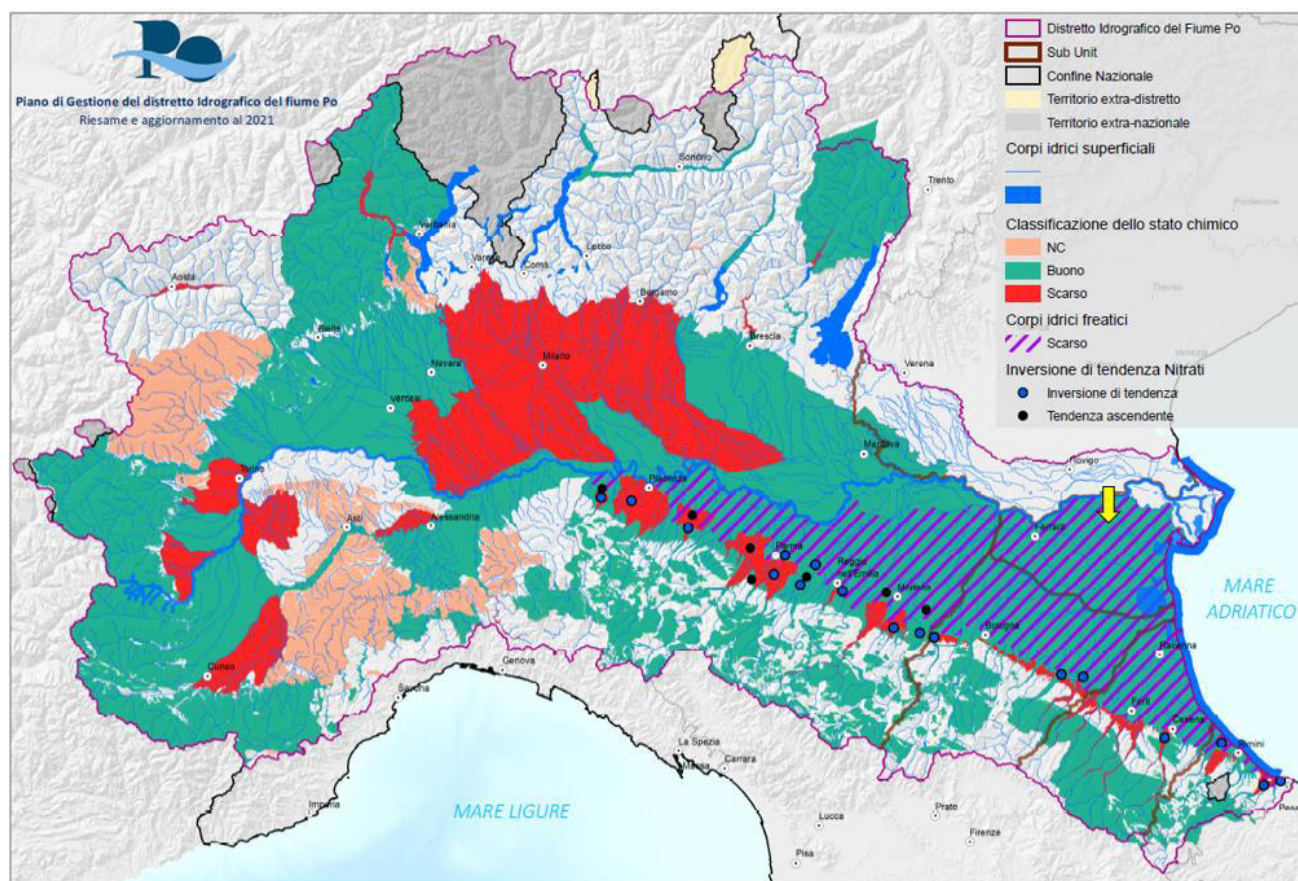 PO
Piano di Gestione del distretto Idrografico del fiume Po
Riesame e aggiornamento al 2021
Distretto Idrografico del Fiume Po
Sub Unit
Confine Nazionale
Territorio extra-distretto
Territorio extra-nazionale
Corpi idrici superficiali
Classificazione dello stato chimico
NC
Buono
Scarso
Corpi idrici freatici
Scarso
Inversione di tendenza Nitrati
Inversione di tendenza
Tendenza ascendente
Sondrio
Trento
Verbania
Lecco
Varese
Como
Aosta
Bergamo
Biella
Brescia
Milano
Novara
Verona
Venezia
Vercelli
Mantova
Rovigo
Torino
Piacenza
Asti
Alessandria
Ferrara
Parma
Reggio
nell'Emilia
Modena
MARE
ADRIATICO
Bologna
Ravenna
Cuneo
Genova
Savona
Forlì
Cesena
Rimini
La Spezia
Massa
Carrara
Imperia
MARE LIGURE
Prato
Lucca
Firenze
Pisa